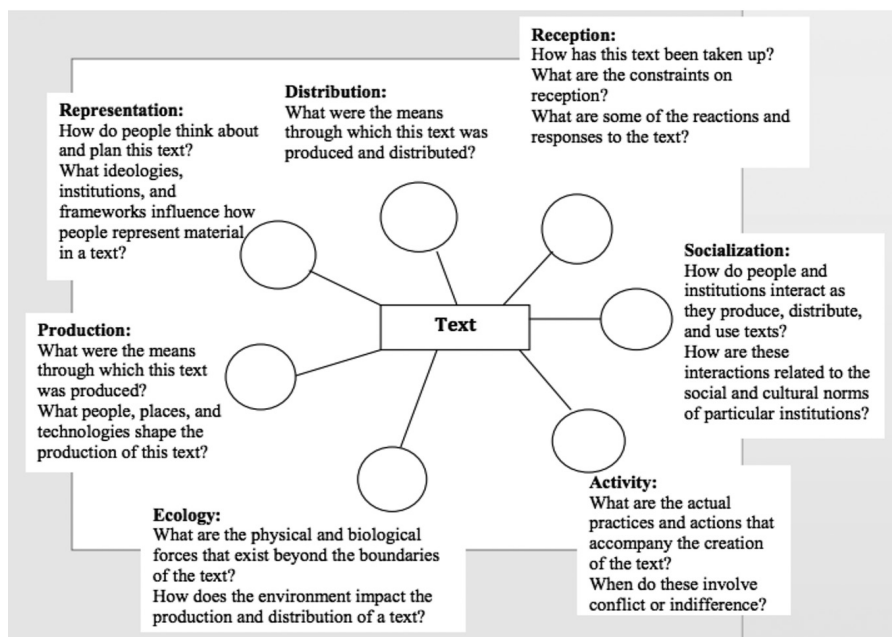 Reception:
How has this text been taken up?
What are the constraints on
reception?
What are some of the reactions and
responses to the text?
Distribution:
What were the means
through which this text was
produced and distributed?
Representation:
How do people think about
and plan this text?
What ideologies,
institutions, and
frameworks influence how
people represent material
in a text?
Socialization:
How do people and
institutions interact as
they produce, distribute,
and use texts?
How are these
interactions related to the
social and cultural norms
of particular institutions?
Text
Production:
What were the means
through which this text
was produced?
What people, places, and
technologies shape the
production of this text?
Activity:
What are the actual
practices and actions that
accompany the creation
of the text?
When do these involve
conflict or indifference?
Ecology:
What are the physical and biological
forces that exist beyond the boundaries
of the text?
How does the environment impact the
production and distribution of a text?